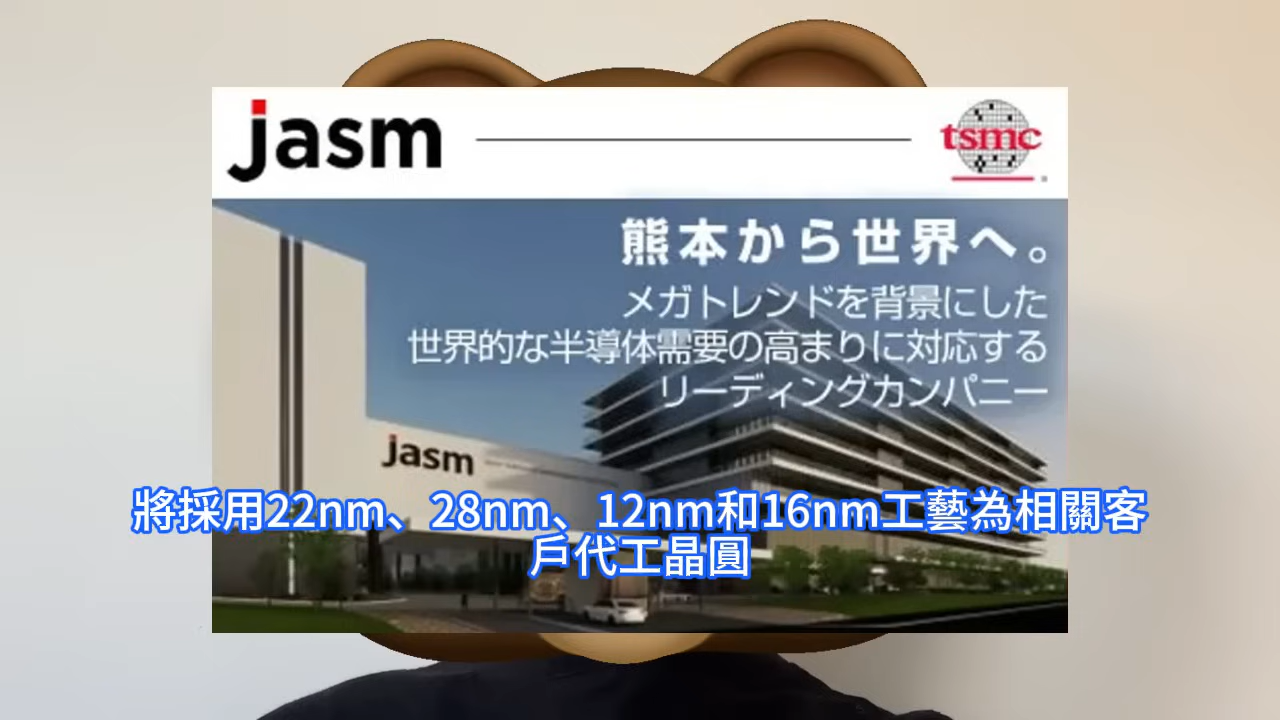 jasm
tsmc
熊本から世界へ。
メガトレンドを背景にした
世界的な半導体需要の高まりに対応する
リーディングカンパニー
jasm
將採用22nm、28nm、12nm和16nm工藝為相關客
戶代工晶圓